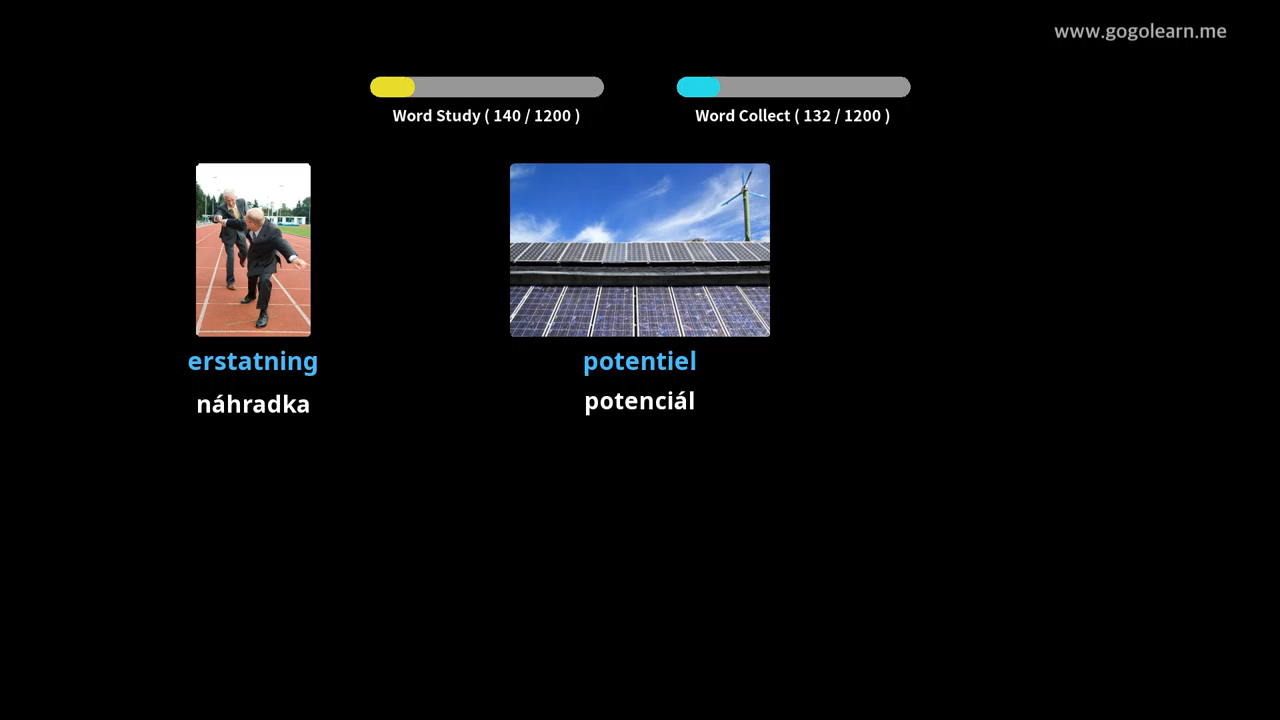 www.gogolearn.me
Word Study ( 140 / 1200 )
Word Collect ( 132 / 1200 )
erstatning
potentiel
náhradka
potenciál